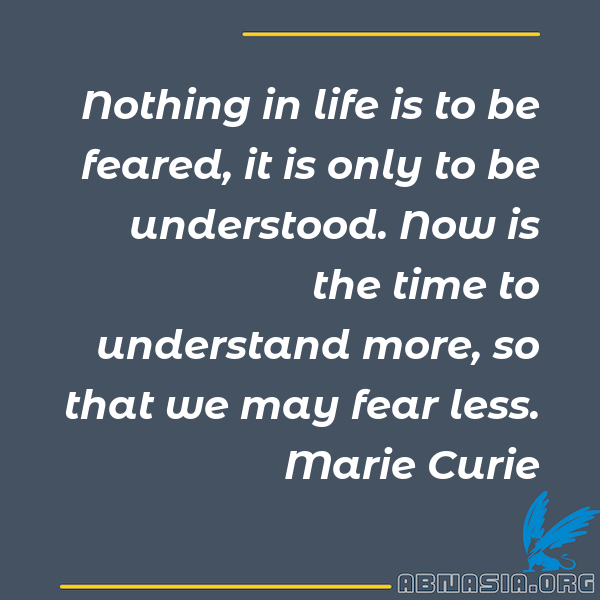 Nothing in life is to be
feared, it is only to be
understood. Now is
the time to
understand more, so
that we may fear less.
Marie Curie
ABNASIA.ORG